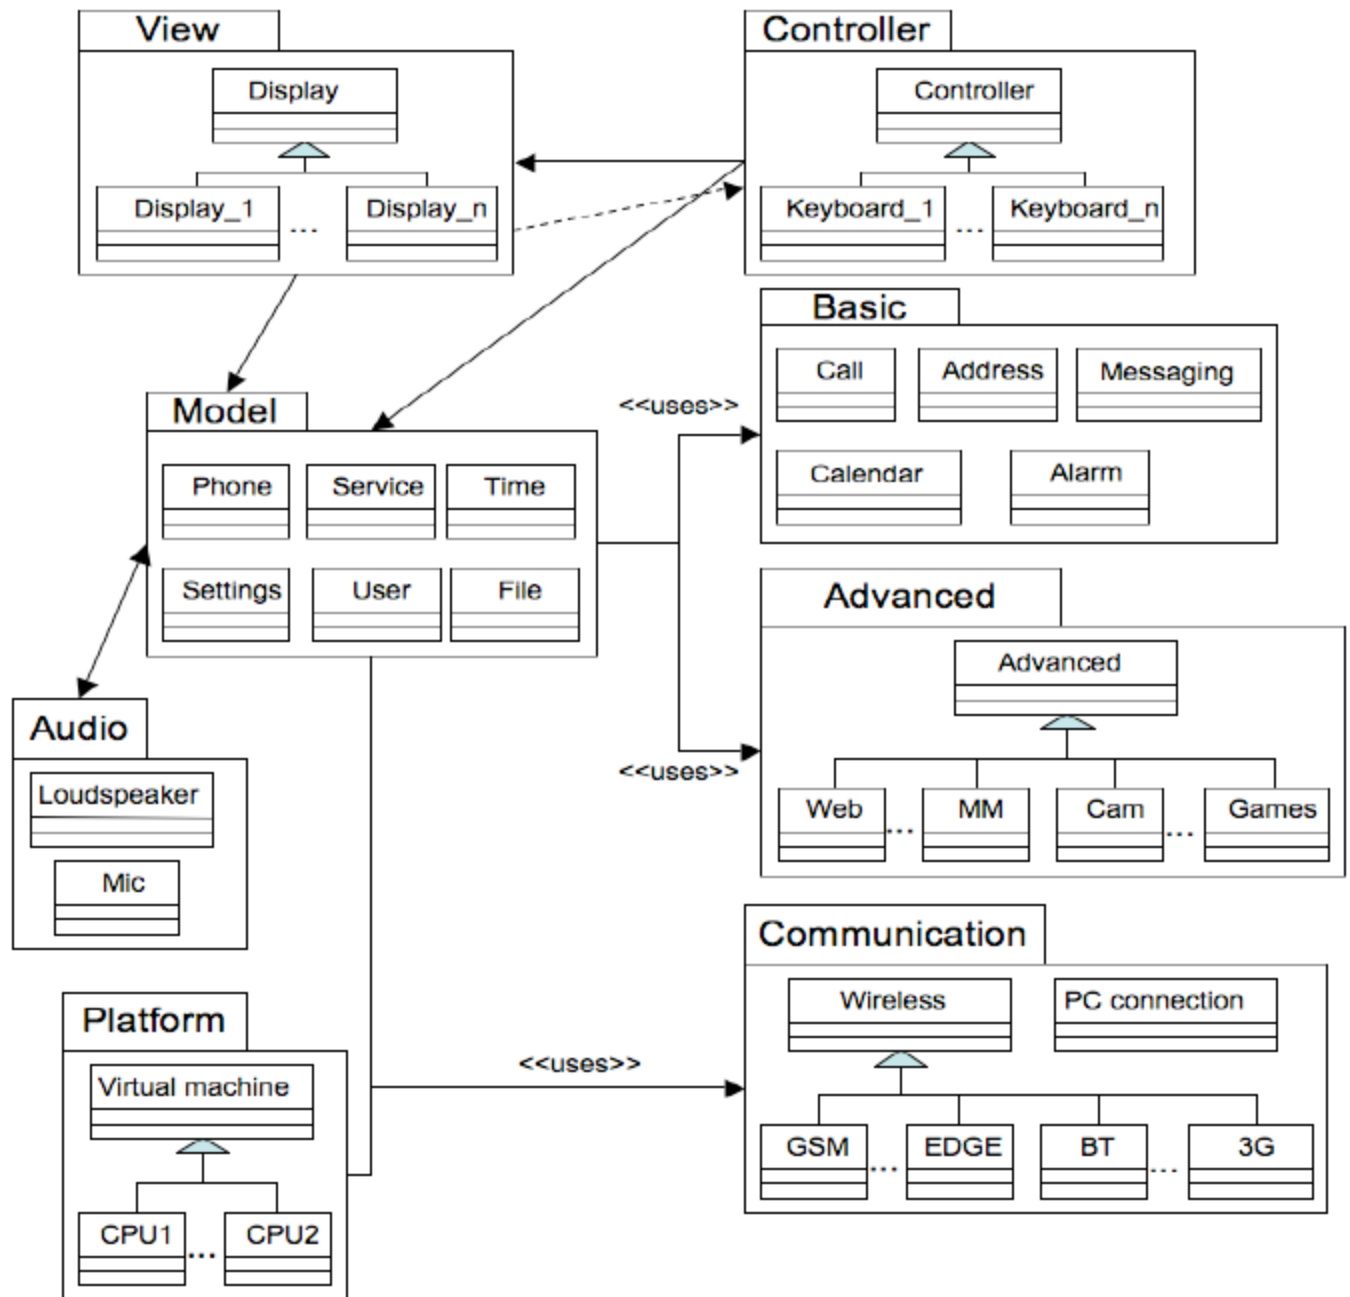 View
Display
Display_1
...
Display_n
Controller
Controller
Keyboard_1
...
Keyboard_n
Basic
Call
Address
Messaging
Calendar
Alarm
<<uses>>
Model
Phone
Service
Time
Settings
User
File
Advanced
Advanced
Web
...
MM
Cam
...
Games
<<uses>>
Audio
Loudspeaker
Mic
Communication
Wireless
PC connection
GSM
...
EDGE
BT
...
3G
<<uses>>
Platform
Virtual machine
CPU1
...
CPU2